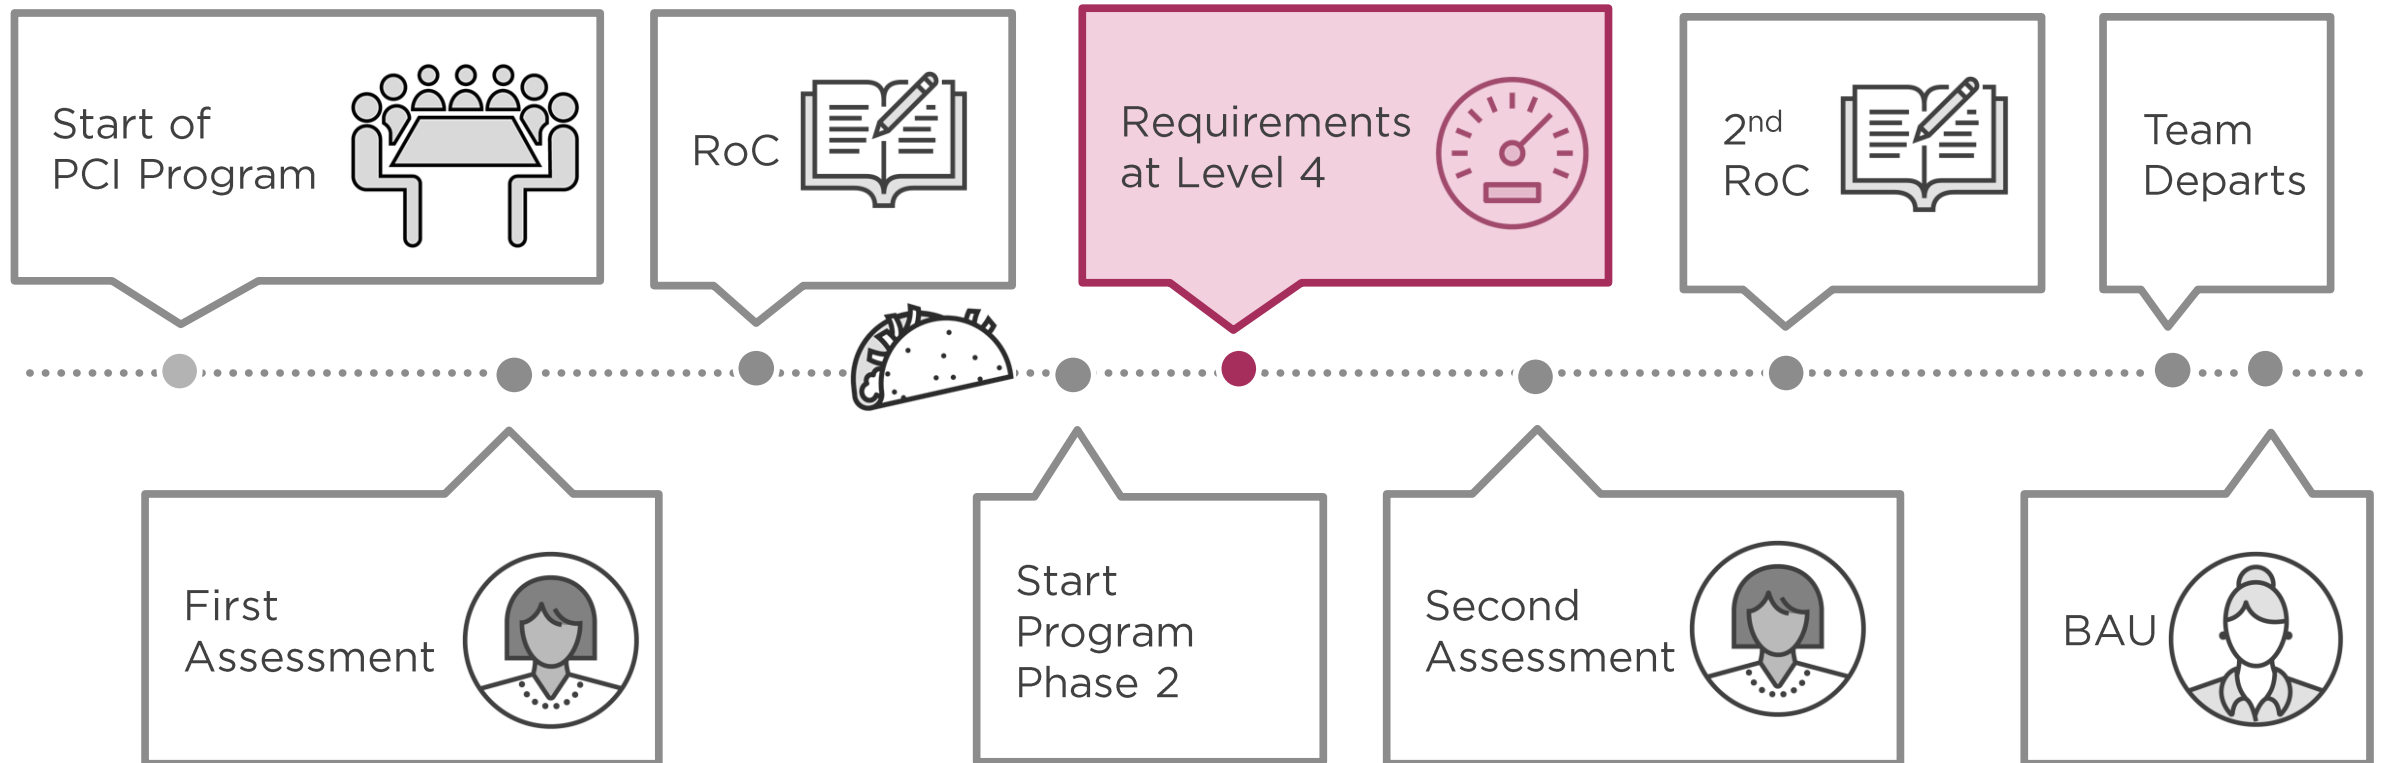 Start of
PCI Program
RoC
Requirements
at Level 4
2nd
RoC
Team
Departs
First
Assessment
Start
Program
Phase 2
Second
Assessment
BAU